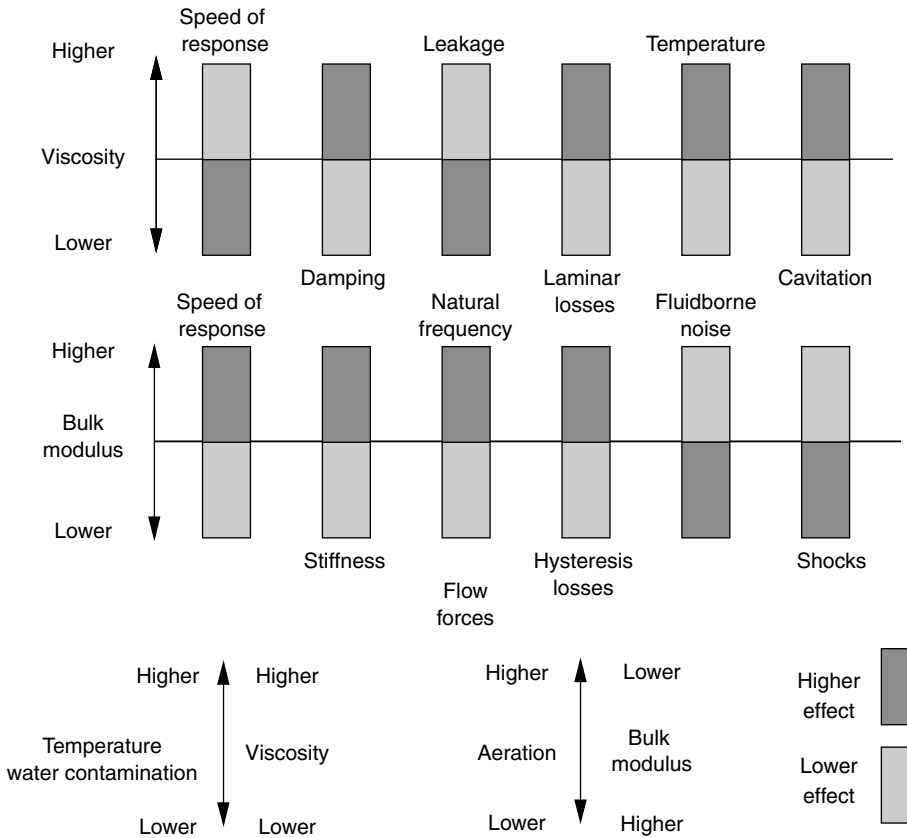 Speed of
response
Leakage
Temperature
Higher
Viscosity
Lower
Damping
Laminar
losses
Cavitation
Speed of
response
Natural
frequency
Fluidborne
noise
Higher
Bulk
modulus
Lower
Stiffness
Flow
forces
Hysteresis
losses
Shocks
Higher
Higher
Temperature
water contamination
Viscosity
Lower
Lower
Higher
Lower
Aeration
Bulk
modulus
Lower
Higher
Higher
effect
Lower
effect